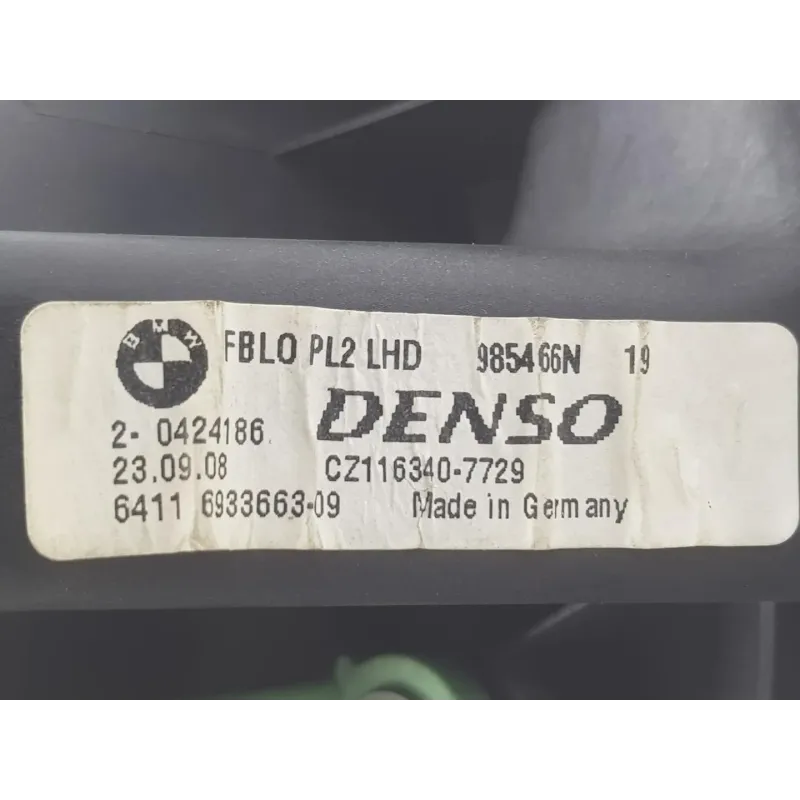 BMW FBLO PL2 LHD 985466N 19
2- 0424186 DENSO
23.09.08 CZ116340-7729
6411 6933663-09 Made in Germany